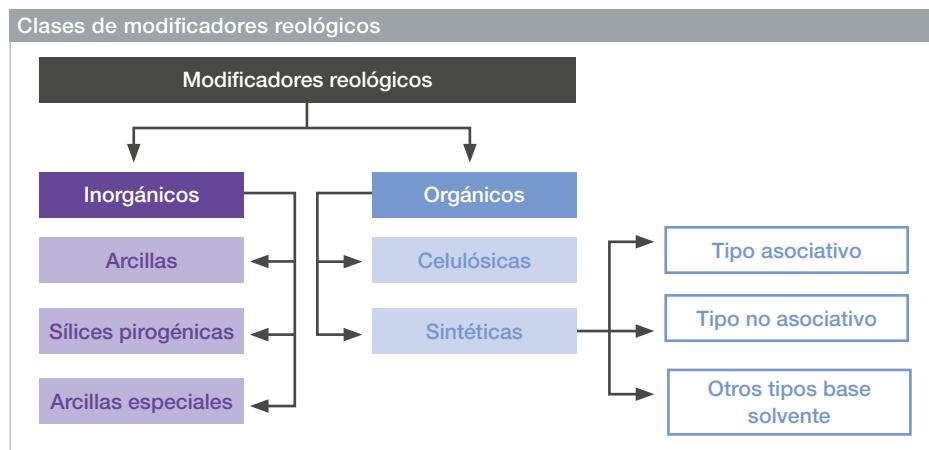 Clases de modificadores reológicos
Modificadores reológicos
Inorgánicos
Orgánicos
Arcillas
Celulósicas
Tipo asociativo
Sílices pirogénicas
Sintéticas
Tipo no asociativo
Arcillas especiales
Otros tipos base
solvente